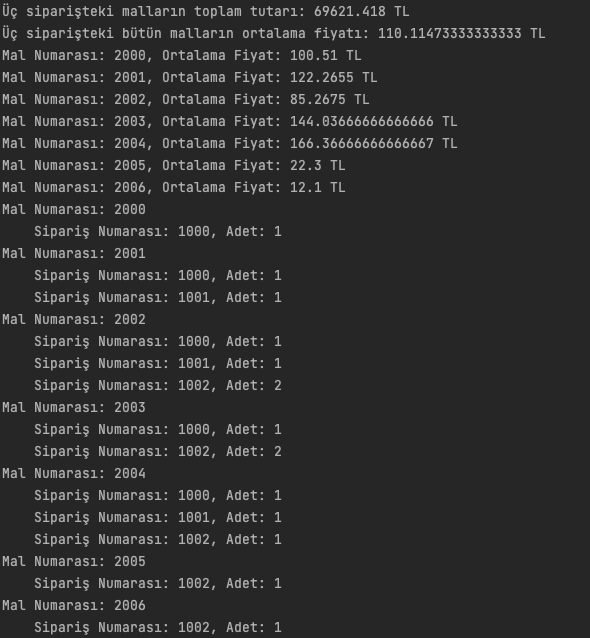 Üç siparişteki malların toplam tutarı: 69621.418 TL
Üç siparişteki bütün malların ortalama fiyatı: 110.11473333333333 TL
Mal Numarası: 2000, Ortalama Fiyat: 100.51 TL
Mal Numarası: 2001, Ortalama Fiyat: 122.2655 TL
Mal Numarası: 2002, Ortalama Fiyat: 85.2675 TL
Mal Numarası: 2003, Ortalama Fiyat: 144.03666666666666 TL
Mal Numarası: 2004, Ortalama Fiyat: 166.36666666666667 TL
Mal Numarası: 2005, Ortalama Fiyat: 22.3 TL
Mal Numarası: 2006, Ortalama Fiyat: 12.1 TL
Mal Numarası: 2000
    Sipariş Numarası: 1000, Adet: 1
Mal Numarası: 2001
    Sipariş Numarası: 1000, Adet: 1
    Sipariş Numarası: 1001, Adet: 1
Mal Numarası: 2002
    Sipariş Numarası: 1000, Adet: 1
    Sipariş Numarası: 1001, Adet: 1
    Sipariş Numarası: 1002, Adet: 2
Mal Numarası: 2003
    Sipariş Numarası: 1000, Adet: 1
    Sipariş Numarası: 1002, Adet: 2
Mal Numarası: 2004
    Sipariş Numarası: 1000, Adet: 1
    Sipariş Numarası: 1001, Adet: 1
    Sipariş Numarası: 1002, Adet: 1
Mal Numarası: 2005
    Sipariş Numarası: 1002, Adet: 1
Mal Numarası: 2006
    Sipariş Numarası: 1002, Adet: 1